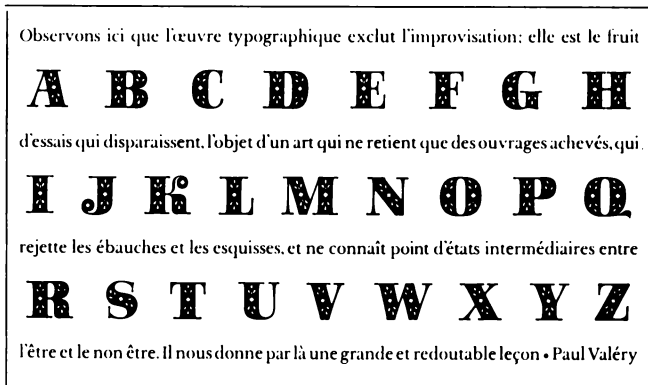 Observons ici que l'œuvre typographique exclut l'improvisation; elle est le fruit
A B C D E F G H
d'essais qui disparaissent, l'objet d'un art qui ne retient que des ouvrages achevés, qui
I J K L M N O P Q
rejette les ébauches et les esquisses, et ne connaît point d'états intermédiaires entre
R S T U V W X Y Z
l'être et le non être. Il nous donne par là une grande et redoutable leçon • Paul Valéry